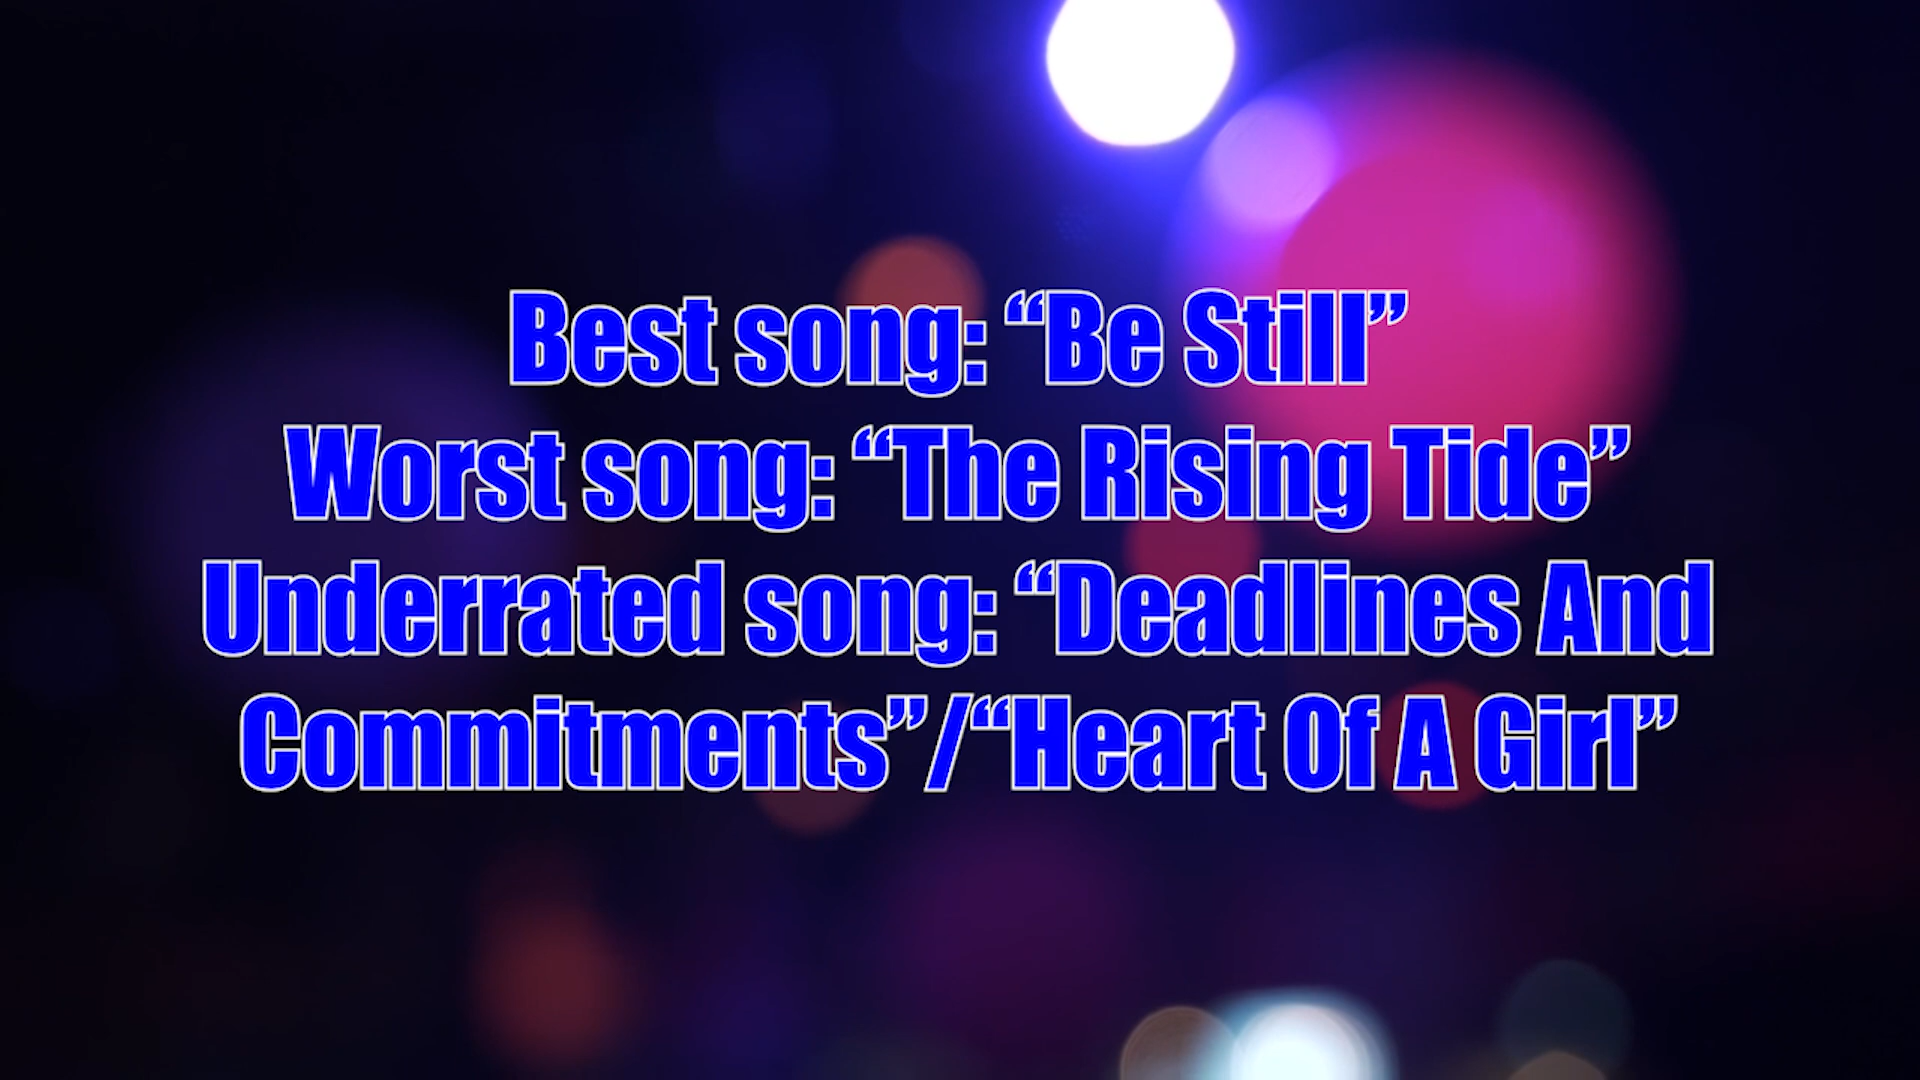 Best song: “Be Still”
Worst song: “The Rising Tide”
Underrated song: “Deadlines And
Commitments”/“Heart Of A Girl”